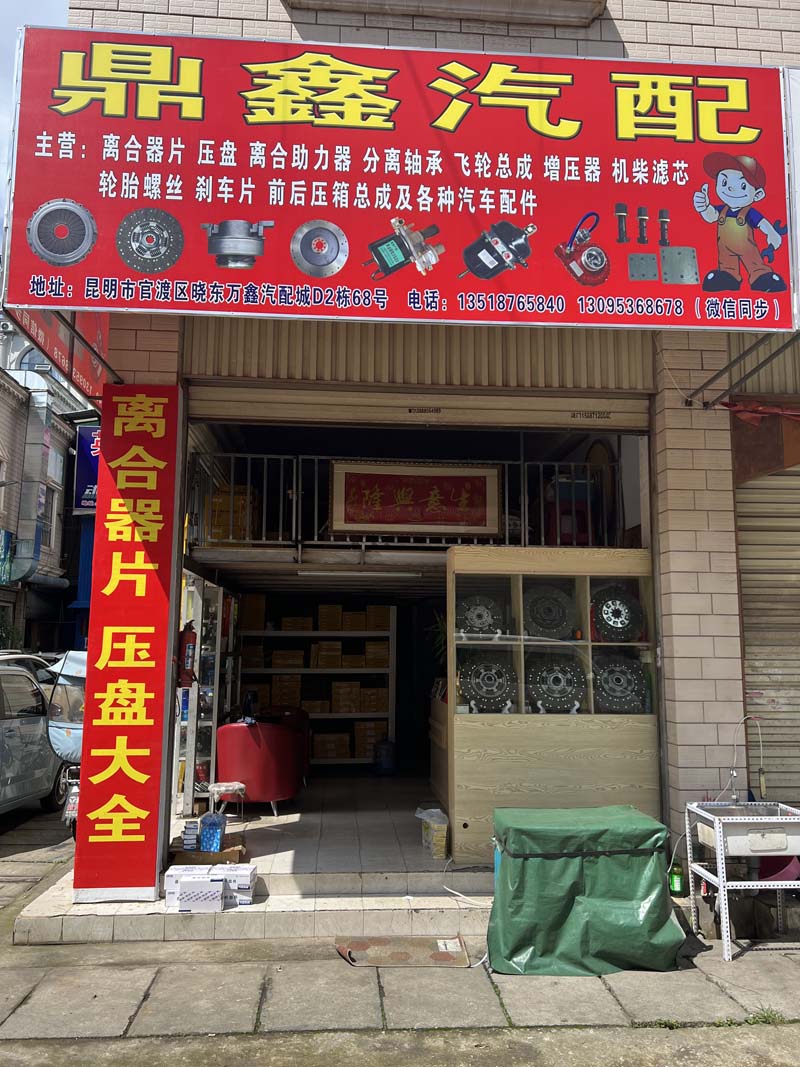 鼎鑫汽配
主营：离合器片 压盘 离合助力器 分离轴承 飞轮总成 增压器 机柴滤芯
轮胎螺丝 刹车片 前后压箱总成及各种汽车配件
地址：昆明市官渡区晓东万鑫汽配城D2栋68号 电话：13518765840 13095368678（微信同步）
离合器片 压盘大全
生意興隆